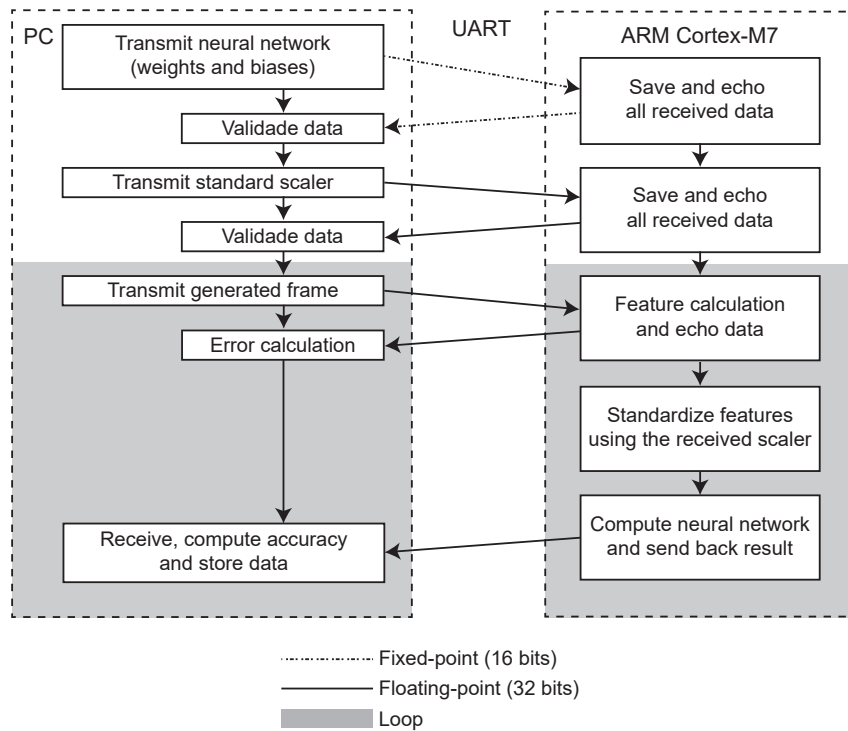 PC
UART
ARM Cortex-M7
Transmit neural network
(weights and biases)
Save and echo
all received data
Validade data
Transmit standard scaler
Save and echo
all received data
Validade data
Transmit generated frame
Feature calculation
and echo data
Error calculation
Standardize features
using the received scaler
Compute neural network
and send back result
Receive, compute accuracy
and store data
Fixed-point (16 bits)
Floating-point (32 bits)
Loop